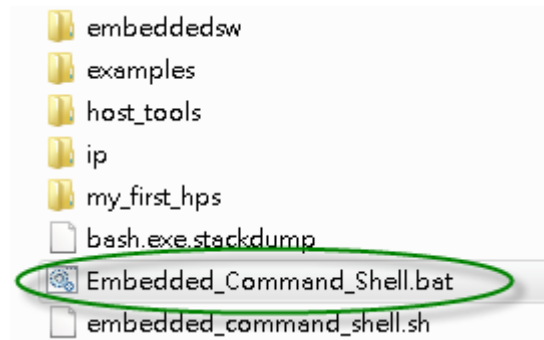 embeddedsw
examples
host_tools
ip
my_first_hps
bash.exe.stackdump
Embedded_Command_Shell.bat
embedded_command_shell.sh